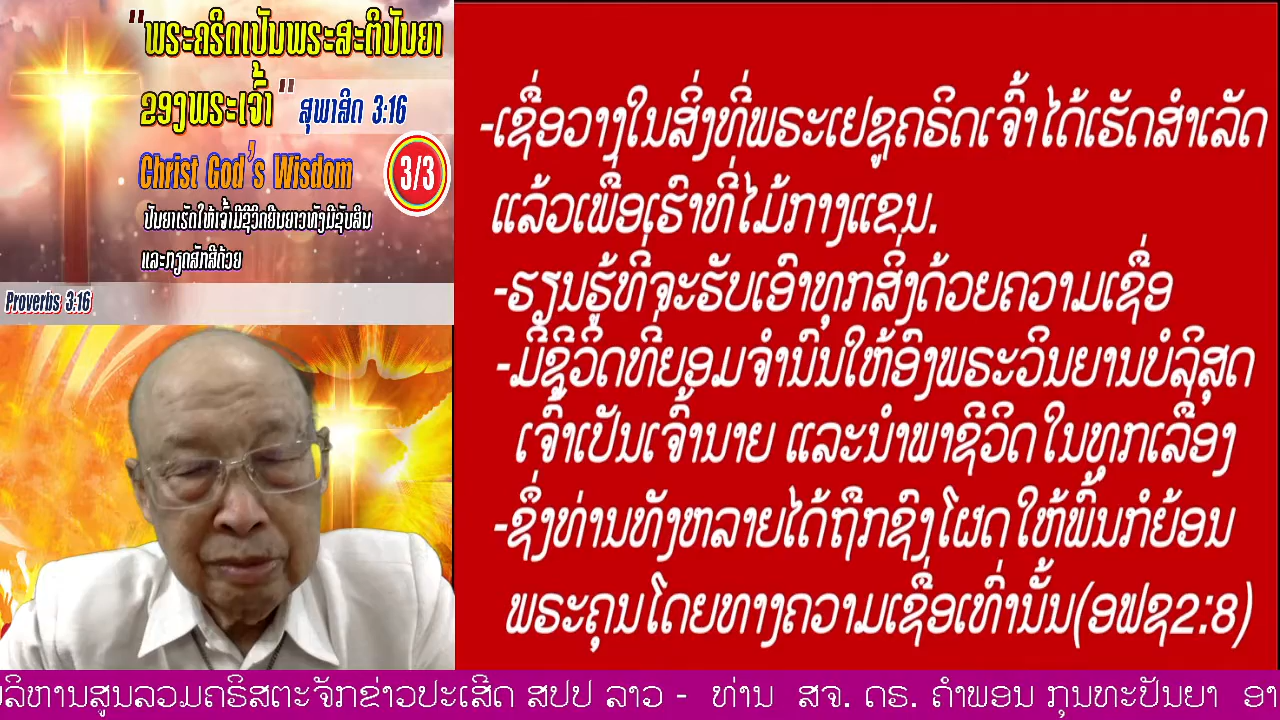 "ພຣະຄຣິດເປັນພຣະສະຕິປັນຍາ
ຂອງພຣະເຈົ້າ" ສຸພາສິດ 3:16
Christ God's Wisdom
3/3
ປັນຍາເຮັດໃຫ້ເຈົ້າມີຊີວິດຍືນຍາວທັງມີຊັບສິນ
ແລະກຽດສັກສີດ້ວຍ
Proverbs 3:16
-ເຊື່ອວາງໃນສິ່ງທີ່ພຣະເຢຊູຄຣິດເຈົ້າໄດ້ເຮັດສຳເລັດ
ແລ້ວເພື່ອເຮົາທີ່ໄມ້ກາງແຂນ.
-ຮຽນຮູ້ທີ່ຈະຮັບເອົາທຸກສິ່ງດ້ວຍຄວາມເຊື່ອ
-ມີຊີວິດທີ່ຍອມຈຳນົນໃຫ້ອົງພຣະວິນຍານບໍລິສຸດ
ເຈົ້າເປັນເຈົ້ານາຍ ແລະນຳພາຊີວິດໃນທຸກເລື່ອງ
-ຊຶ່ງທ່ານທັງຫລາຍໄດ້ຖືກຊົງໂຜດໃຫ້ພົ້ນກໍຍ້ອນ
ພຣະຄຸນໂດຍທາງຄວາມເຊື່ອເທົ່ານັ້ນ(ອຟຊ2:8)
ລິຫານສູນລວມຄຣິສຕະຈັກຂ່າວປະເສີດ ສປປ ລາວ - ທ່ານ ສຈ. ດຣ. ຄຳພອນ ກຸນທະປັນຍາ ອາ